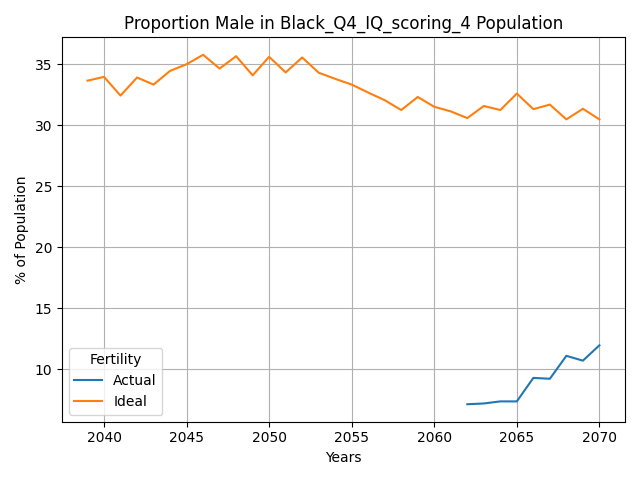 Proportion Male in Black_Q4_IQ_scoring_4 Population
% of Population
35
30
25
20
15
10
Fertility
Actual
Ideal
2040
2045
2050
2055
2060
2065
2070
Years